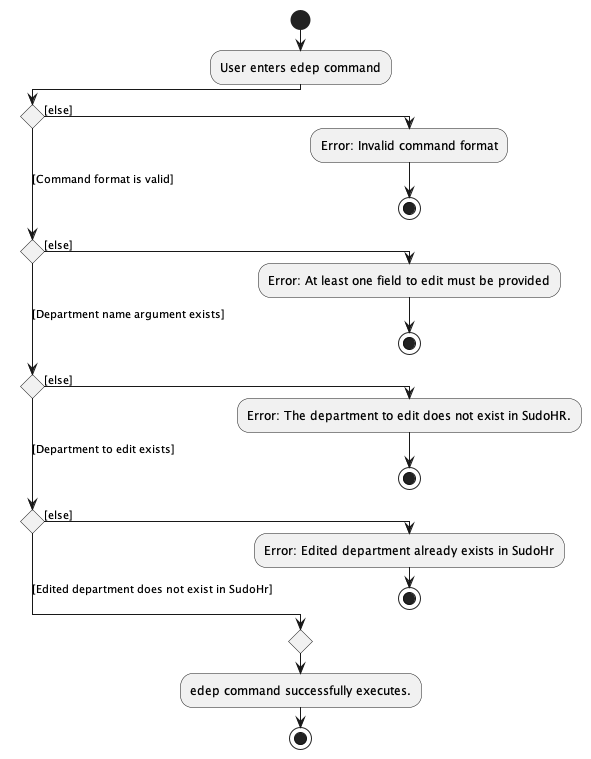 User enters edep command
[else]
Error: Invalid command format
[Command format is valid]
[else]
Error: At least one field to edit must be provided
[Department name argument exists]
[else]
Error: The department to edit does not exist in SudoHR.
[Department to edit exists]
[else]
Error: Edited department already exists in SudoHr
[Edited department does not exist in SudoHr]
edep command successfully executes.